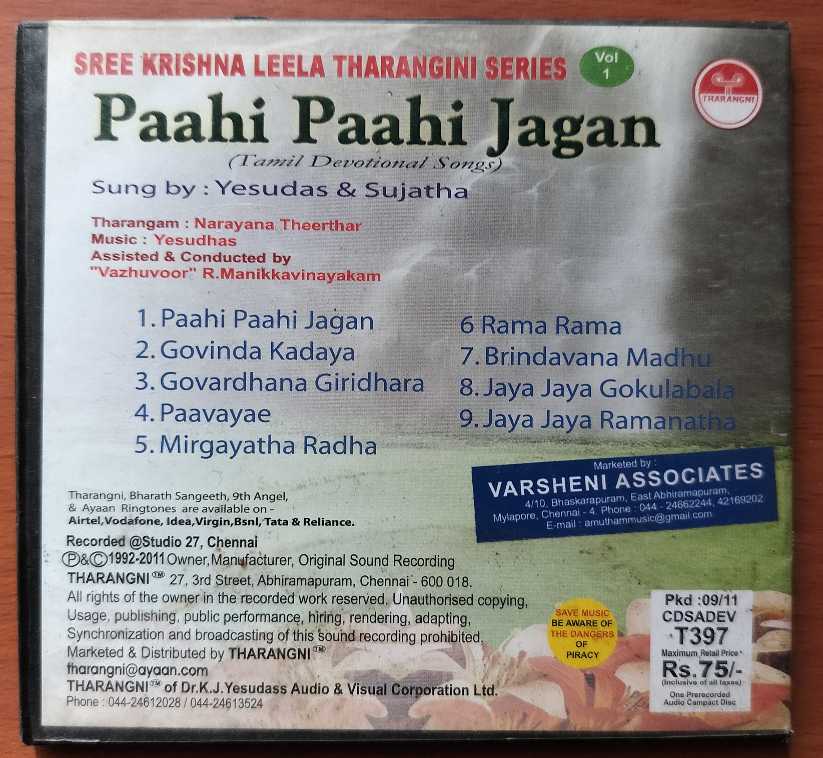 SREE KRISHNA LEELA THARANGINI SERIES
Vol
1
THARANGNI
Paahi Paahi Jagan
(Tamil Devotional Songs)
Sung by : Yesudas & Sujatha
Tharangam : Narayana Theerthar
Music : Yesudhas
Assisted & Conducted by
"Vazhuvoor" R.Manikkavinayakam
1. Paahi Paahi Jagan
2. Govinda Kadaya
3. Govardhana Giridhara
4. Paavayae
5. Mirgayatha Radha
6 Rama Rama
7. Brindavana Madhu
8. Jaya Jaya Gokulabala
9. Jaya Jaya Ramanatha
Marketed by :
VARSHENI ASSOCIATES
4/10, Bhaskarapuram, East Abhiramapuram,
Mylapore, Chennai - 4. Phone : 044 - 24662244, 42169202
E-mail : amuthammusic@gmail.com
Tharangni, Bharath Sangeeth, 9th Angel,
& Ayaan Ringtones are available on -
Airtel,Vodafone, Idea,Virgin,Bsnl, Tata & Reliance.
Recorded @Studio 27, Chennai
Ⓟ&Ⓒ1992-2011 Owner,Manufacturer, Original Sound Recording
THARANGNI™ 27, 3rd Street, Abhiramapuram, Chennai - 600 018.
All rights of the owner in the recorded work reserved. Unauthorised copying,
Usage, publishing, public performance, hiring, rendering, adapting,
Synchronization and broadcasting of this sound recording prohibited.
Marketed & Distributed by THARANGNI™
tharangni@ayaan.com
THARANGNI™ of Dr.K.J.Yesudass Audio & Visual Corporation Ltd.
Phone : 044-24612028 / 044-24613524
SAVE MUSIC
BE AWARE OF
THE DANGERS
OF
PIRACY
Pkd :09/11
CDSADEV
T397
Maximum Retail Price
Rs.75/-
(Inclusive of all taxes)
One Prerecorded
Audio Compact Disc